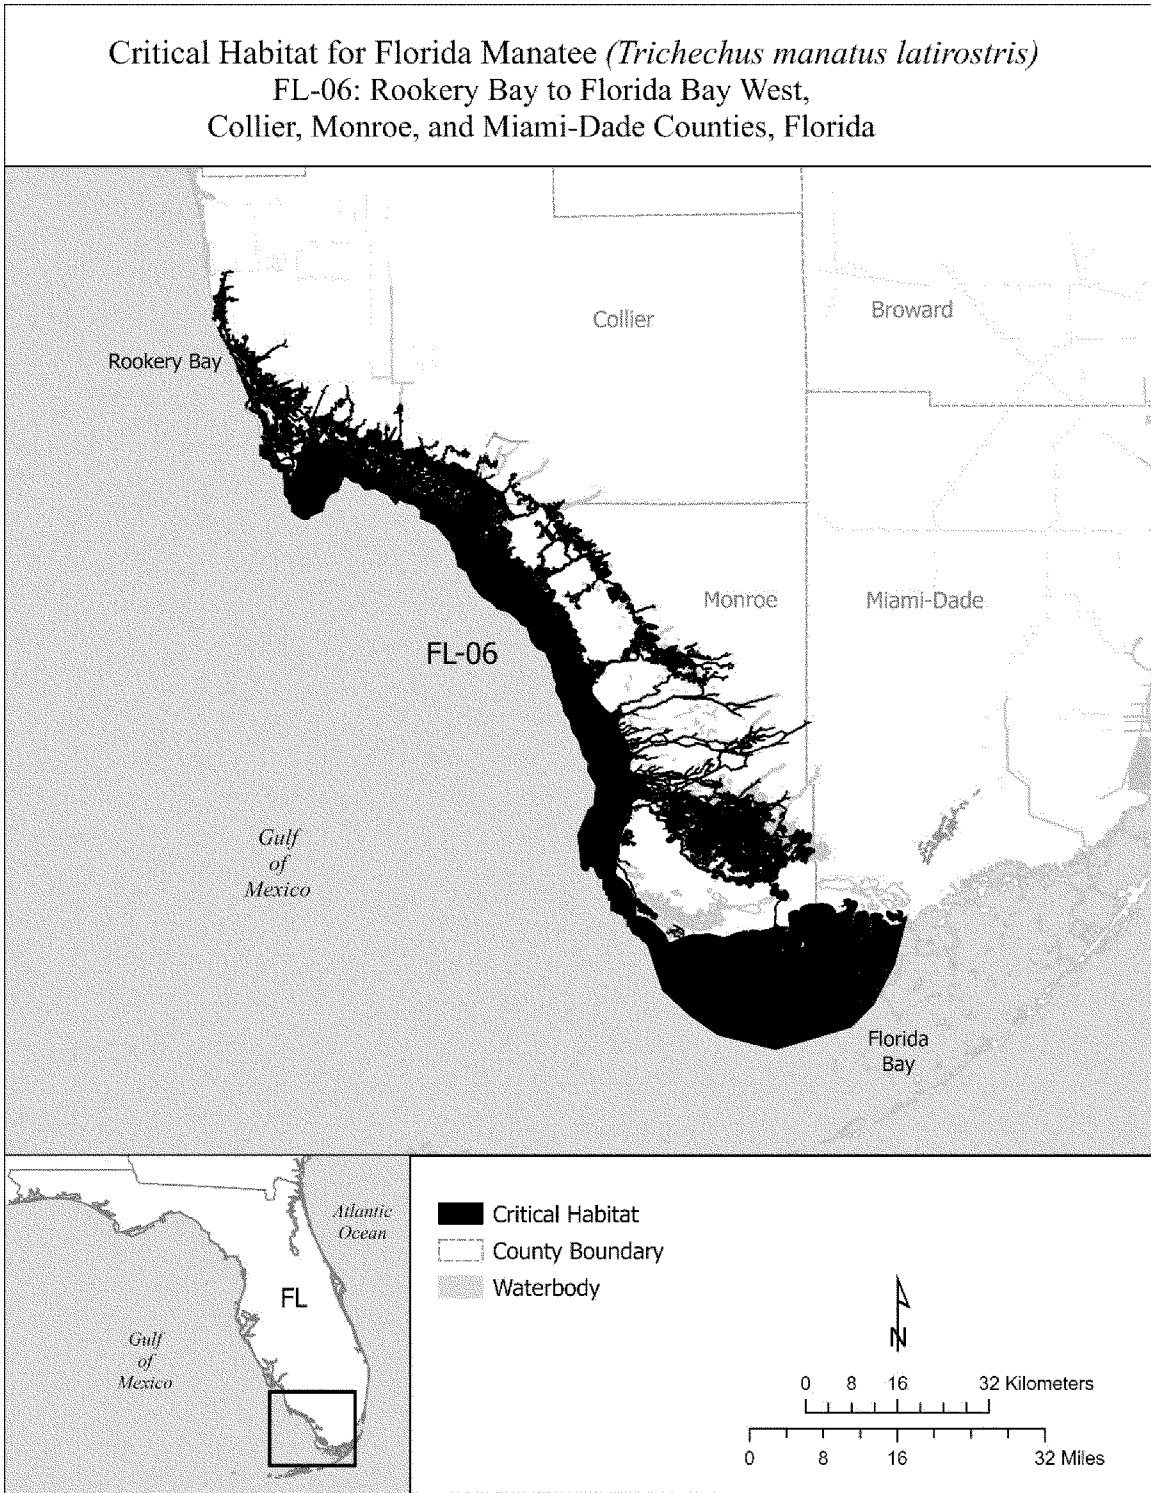 Critical Habitat for Florida Manatee (Trichechus manatus latirostris)
FL-06: Rookery Bay to Florida Bay West,
Collier, Monroe, and Miami-Dade Counties, Florida
Collier
Broward
Rookery Bay
Monroe
Miami-Dade
FL-06
Gulf
of
Mexico
Florida
Bay
Atlantic
Ocean
FL
Gulf
of
Mexico
Critical Habitat
County Boundary
Waterbody
N
0 8 16 32 Kilometers
0 8 16 32 Miles